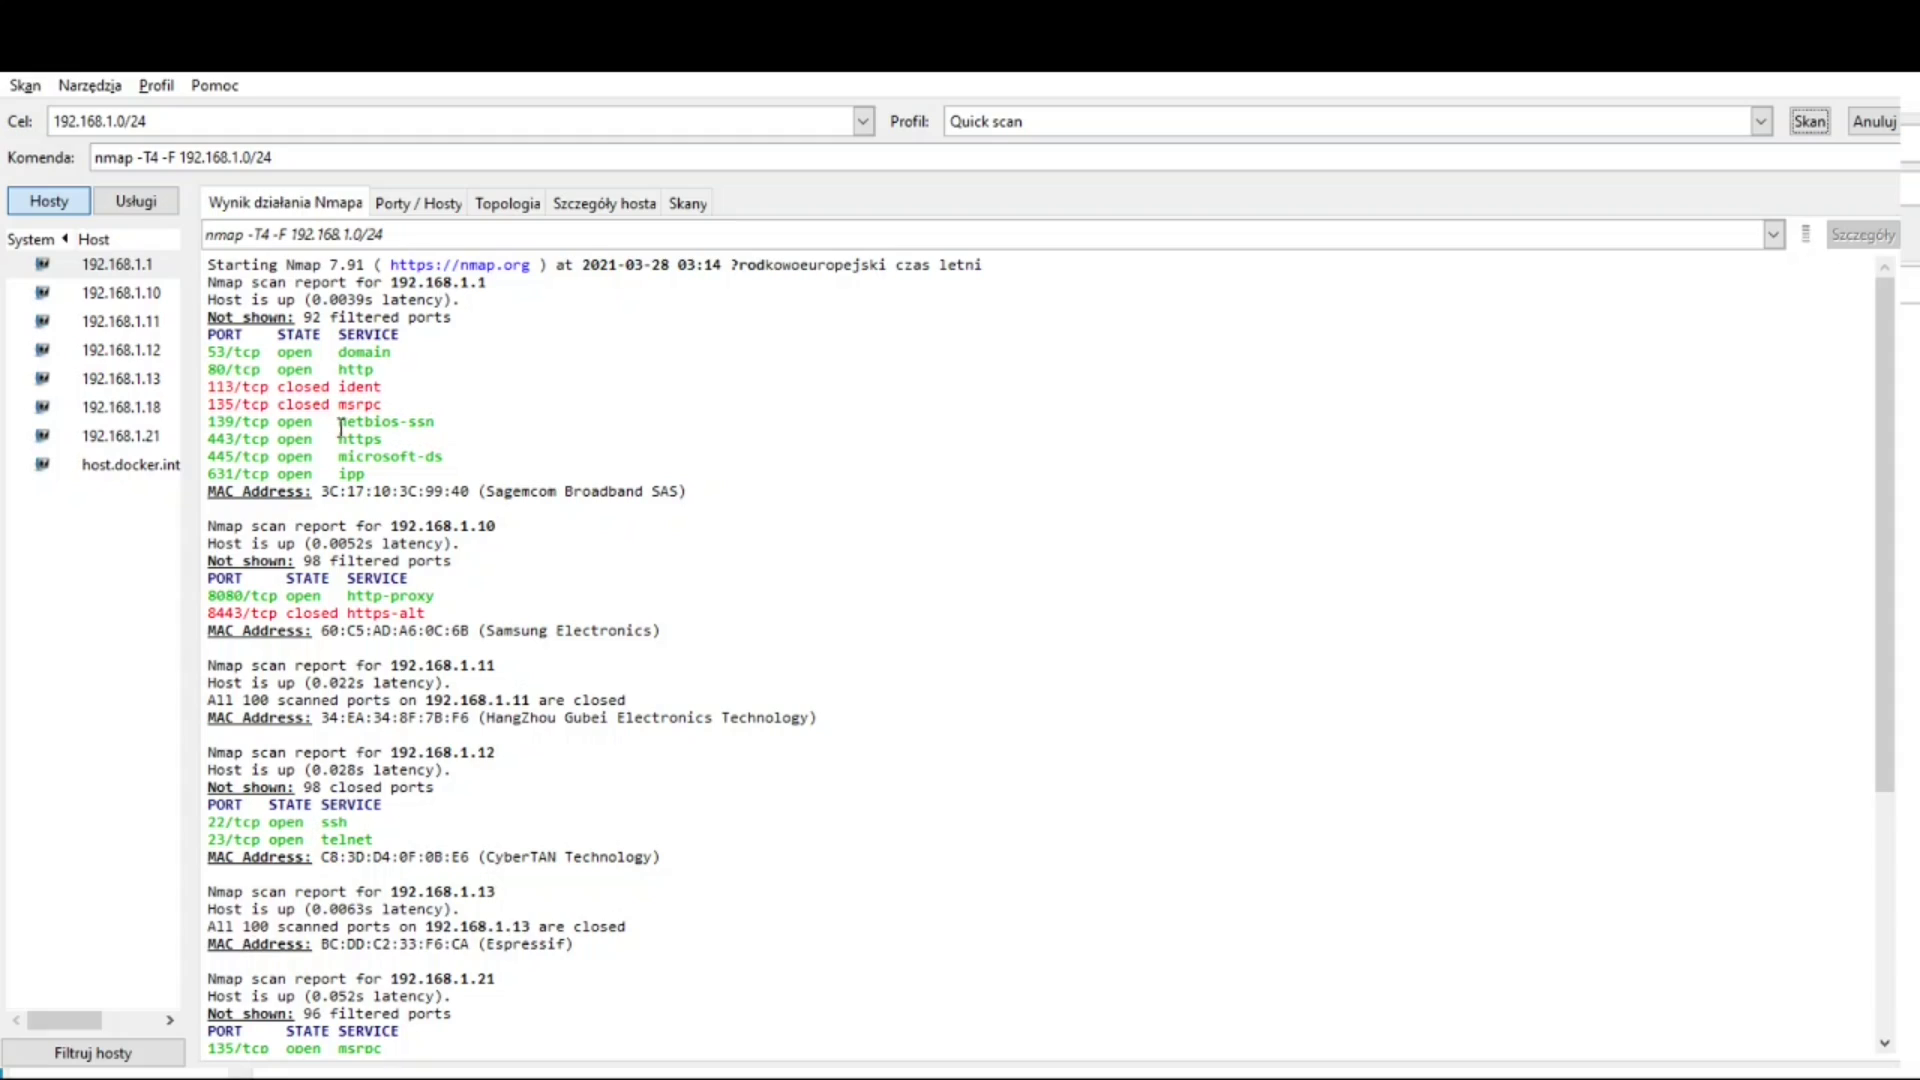 Skan Narzędzia Profil Pomoc
Cel: 192.168.1.0/24 Profil: Quick scan Skan Anuluj
Komenda: nmap -T4 -F 192.168.1.0/24
Hosty Usługi
System Host
192.168.1.1
192.168.1.10
192.168.1.11
192.168.1.12
192.168.1.13
192.168.1.18
192.168.1.21
host.docker.int
Filtruj hosty
Wynik działania Nmapa Porty / Hosty Topologia Szczegóły hosta Skany
nmap -T4 -F 192.168.1.0/24 Szczegóły
Starting Nmap 7.91 ( https://nmap.org ) at 2021-03-28 03:14 ?rodkowoeuropejski czas letni
Nmap scan report for 192.168.1.1
Host is up (0.0039s latency).
Not shown: 92 filtered ports
PORT STATE SERVICE
53/tcp open domain
80/tcp open http
113/tcp closed ident
135/tcp closed msrpc
139/tcp open netbios-ssn
443/tcp open https
445/tcp open microsoft-ds
631/tcp open ipp
MAC Address: 3C:17:10:3C:99:40 (Sagemcom Broadband SAS)
Nmap scan report for 192.168.1.10
Host is up (0.0052s latency).
Not shown: 98 filtered ports
PORT STATE SERVICE
8080/tcp open http-proxy
8443/tcp closed https-alt
MAC Address: 60:C5:AD:A6:0C:6B (Samsung Electronics)
Nmap scan report for 192.168.1.11
Host is up (0.022s latency).
All 100 scanned ports on 192.168.1.11 are closed
MAC Address: 34:EA:34:8F:7B:F6 (HangZhou Gubei Electronics Technology)
Nmap scan report for 192.168.1.12
Host is up (0.028s latency).
Not shown: 98 closed ports
PORT STATE SERVICE
22/tcp open ssh
23/tcp open telnet
MAC Address: C8:3D:D4:0F:0B:E6 (CyberTAN Technology)
Nmap scan report for 192.168.1.13
Host is up (0.0063s latency).
All 100 scanned ports on 192.168.1.13 are closed
MAC Address: BC:DD:C2:33:F6:CA (Espressif)
Nmap scan report for 192.168.1.21
Host is up (0.052s latency).
Not shown: 96 filtered ports
PORT STATE SERVICE
135/tcp open msrpc